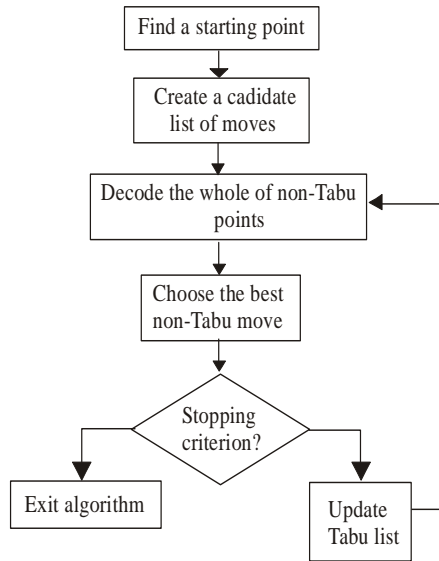 Find a starting point
Create a cadidate
list of moves
Decode the whole of non-Tabu
points
Choose the best
non-Tabu move
Stopping
criterion?
Exit algorithm
Update
Tabu list